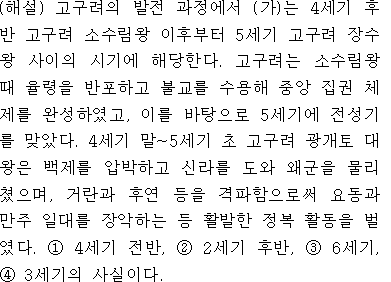 (해설) 고구려의 발전 과정에서 (가)는 4세기 후
반 고구려 소수림왕 이후부터 5세기 고구려 장수
왕 사이의 시기에 해당한다. 고구려는 소수림왕
때 율령을 반포하고 불교를 수용해 중앙 집권 체
제를 완성하였고, 이를 바탕으로 5세기에 전성기
를 맞았다. 4세기 말~5세기 초 고구려 광개토 대
왕은 백제를 압박하고 신라를 도와 왜군을 물리
쳤으며, 거란과 후연 등을 격파함으로써 요동과
만주 일대를 장악하는 등 활발한 정복 활동을 벌
였다. ① 4세기 전반, ② 2세기 후반, ③ 6세기,
④ 3세기의 사실이다.